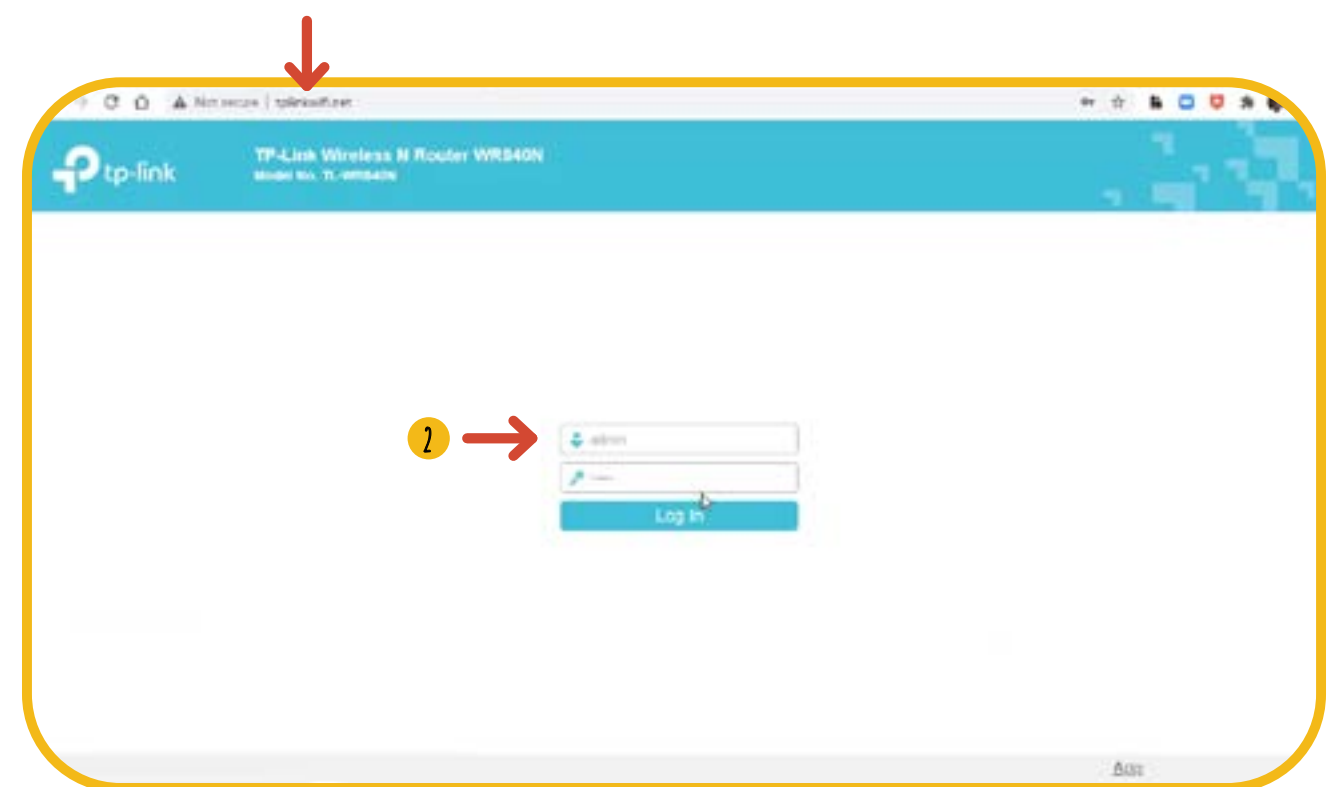 Not secure | tplinkwifi.net
tp-link
TP-Link Wireless N Router WR840N
Model No. TL-WR840N
2
admin
Log In
App